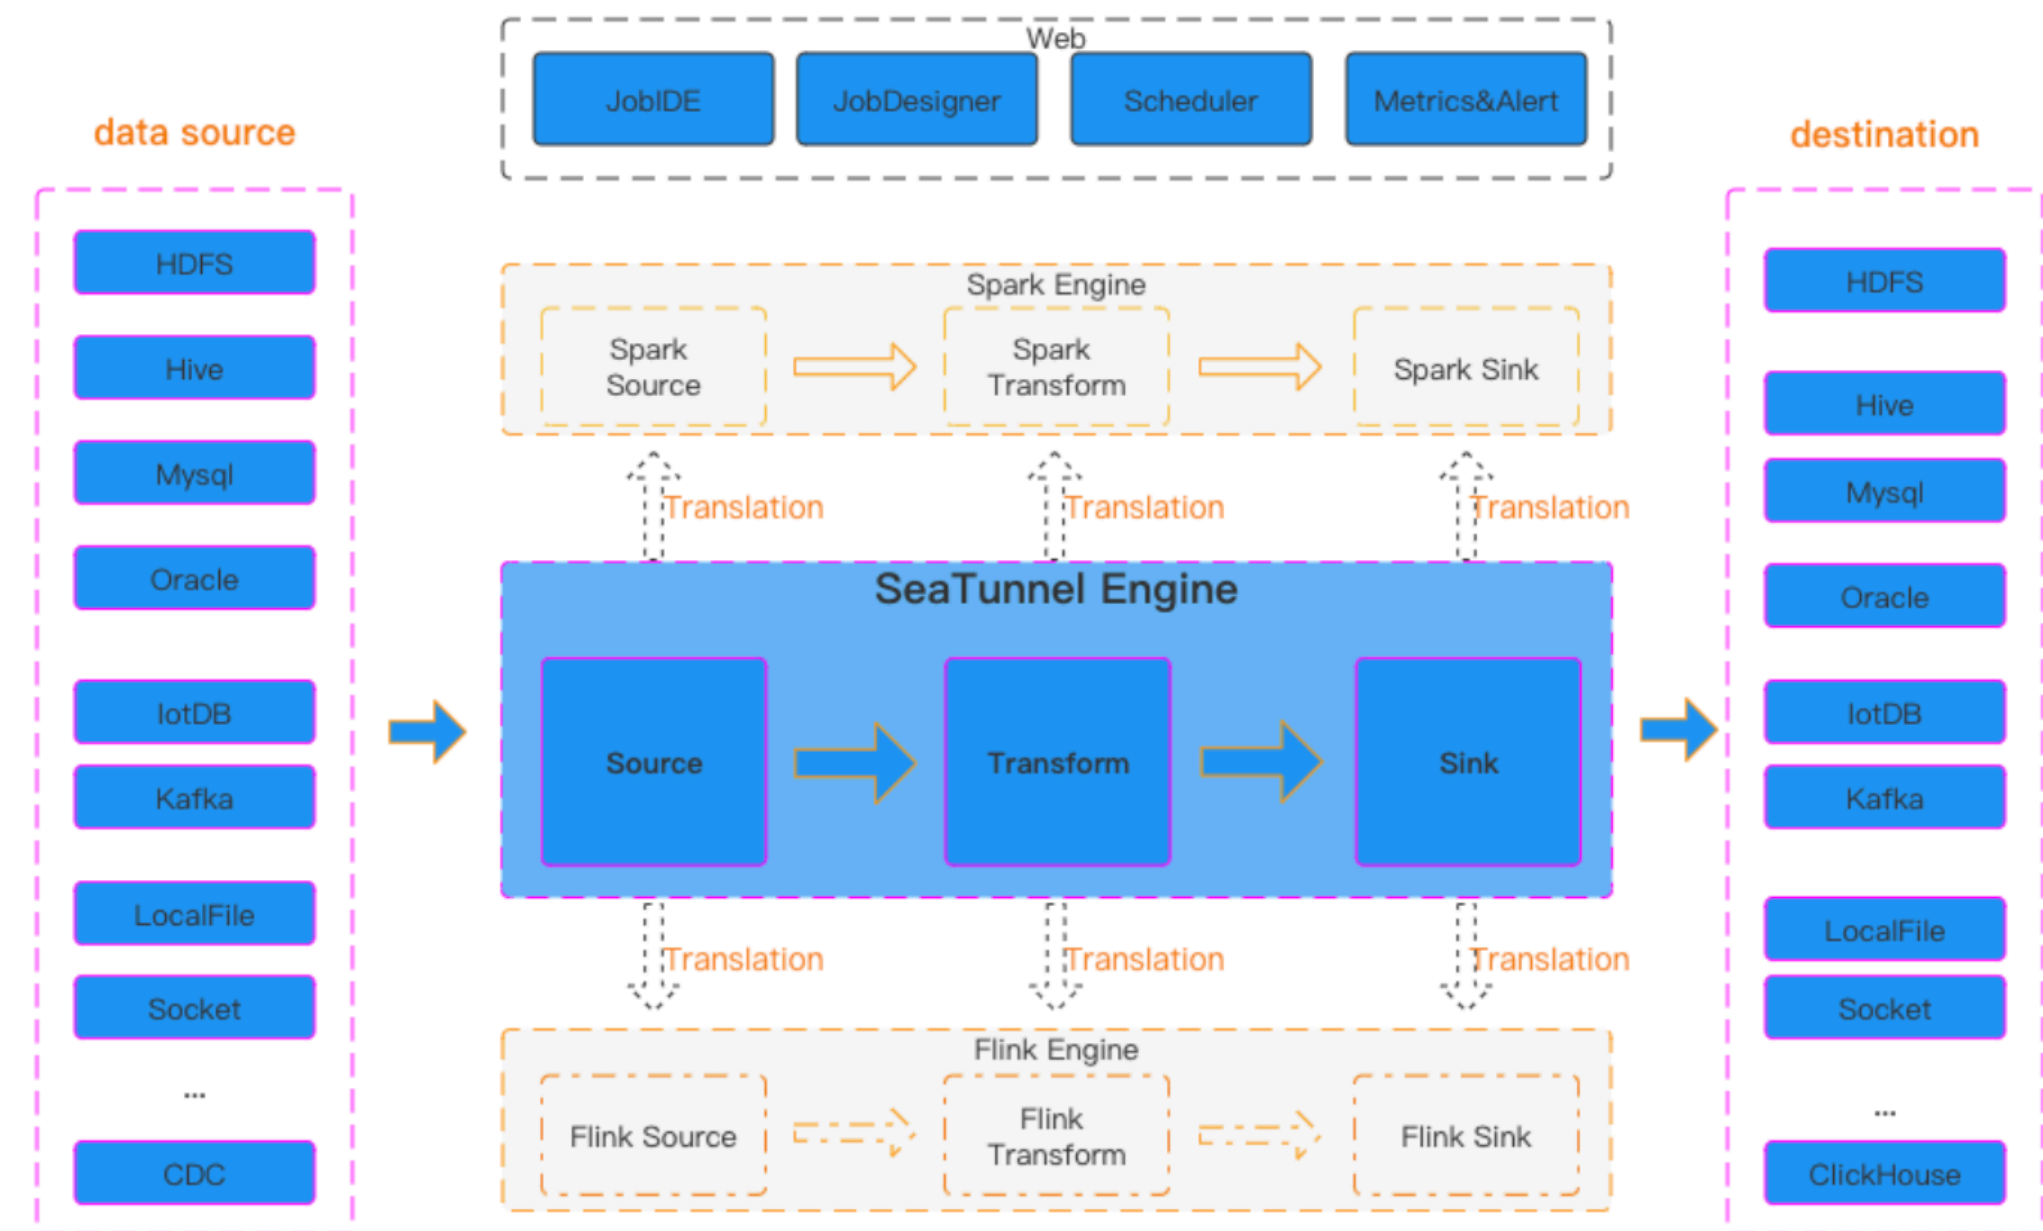 Web
JobIDE
JobDesigner
Scheduler
Metrics&Alert
data source
HDFS
Hive
Mysql
Oracle
IotDB
Kafka
LocalFile
Socket
...
CDC
Spark Engine
Spark
Source
Spark
Transform
Spark Sink
Translation
Translation
Translation
SeaTunnel Engine
Source
Transform
Sink
Translation
Translation
Translation
Flink Engine
Flink Source
Flink
Transform
Flink Sink
destination
HDFS
Hive
Mysql
Oracle
IotDB
Kafka
LocalFile
Socket
...
ClickHouse